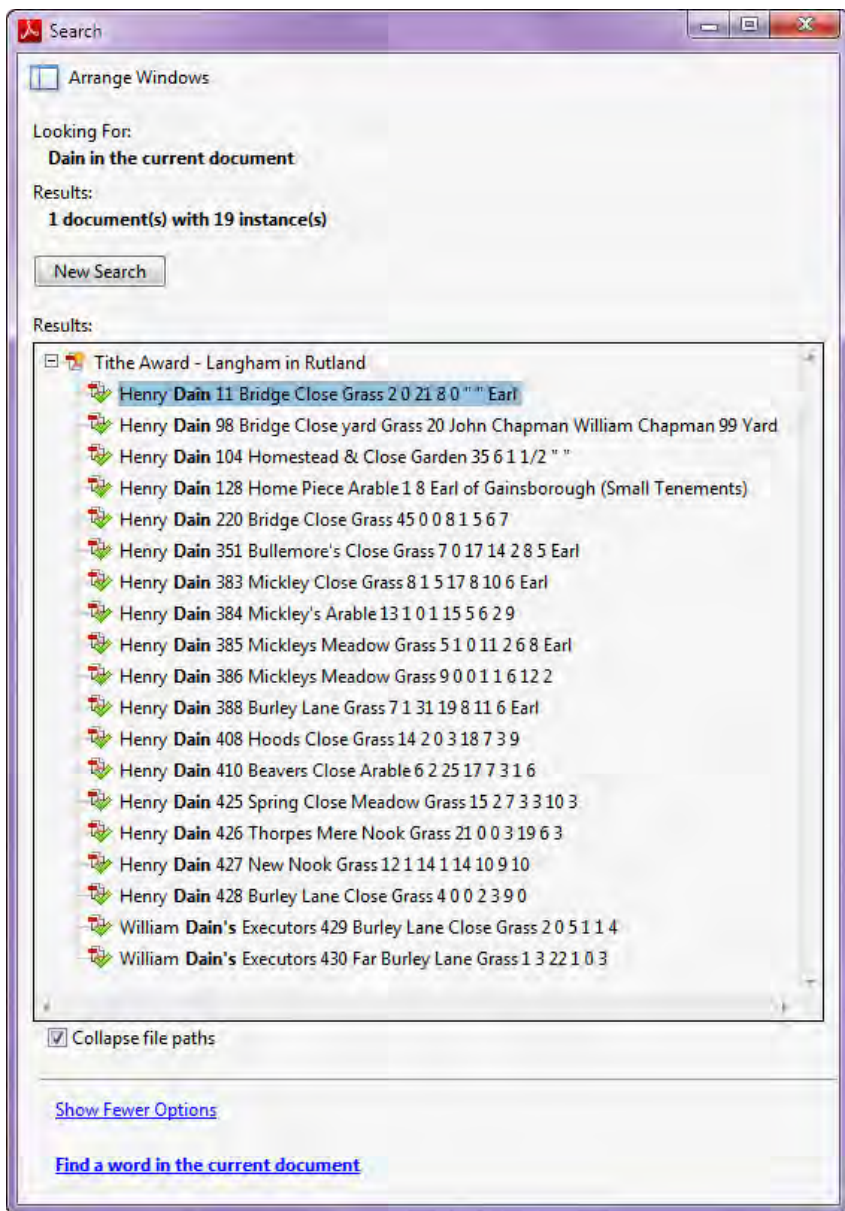 Search
Arrange Windows
Looking For:
Dain in the current document
Results:
1 document(s) with 19 instance(s)
New Search
Results:
Tithe Award - Langham in Rutland
Henry Dain 11 Bridge Close Grass 2 0 21 8 0 " " Earl
Henry Dain 98 Bridge Close yard Grass 20 John Chapman William Chapman 99 Yard
Henry Dain 104 Homestead & Close Garden 35 6 1 1/2 " "
Henry Dain 128 Home Piece Arable 1 8 Earl of Gainsborough (Small Tenements)
Henry Dain 220 Bridge Close Grass 45 0 0 8 1 5 6 7
Henry Dain 351 Bullemore's Close Grass 7 0 17 14 2 8 5 Earl
Henry Dain 383 Mickley Close Grass 8 1 5 17 8 10 6 Earl
Henry Dain 384 Mickley's Arable 13 1 0 1 15 5 6 2 9
Henry Dain 385 Mickleys Meadow Grass 5 1 0 11 2 6 8 Earl
Henry Dain 386 Mickleys Meadow Grass 9 0 0 1 1 6 12 2
Henry Dain 388 Burley Lane Grass 7 1 31 19 8 11 6 Earl
Henry Dain 408 Hoods Close Grass 14 2 0 3 18 7 3 9
Henry Dain 410 Beavers Close Arable 6 2 25 17 7 3 1 6
Henry Dain 425 Spring Close Meadow Grass 15 2 7 3 3 10 3
Henry Dain 426 Thorpes Mere Nook Grass 21 0 0 3 19 6 3
Henry Dain 427 New Nook Grass 12 1 14 1 14 10 9 10
Henry Dain 428 Burley Lane Close Grass 4 0 0 2 3 9 0
William Dain's Executors 429 Burley Lane Close Grass 2 0 5 1 1 4
William Dain's Executors 430 Far Burley Lane Grass 1 3 22 1 0 3
Collapse file paths
Show Fewer Options
Find a word in the current document